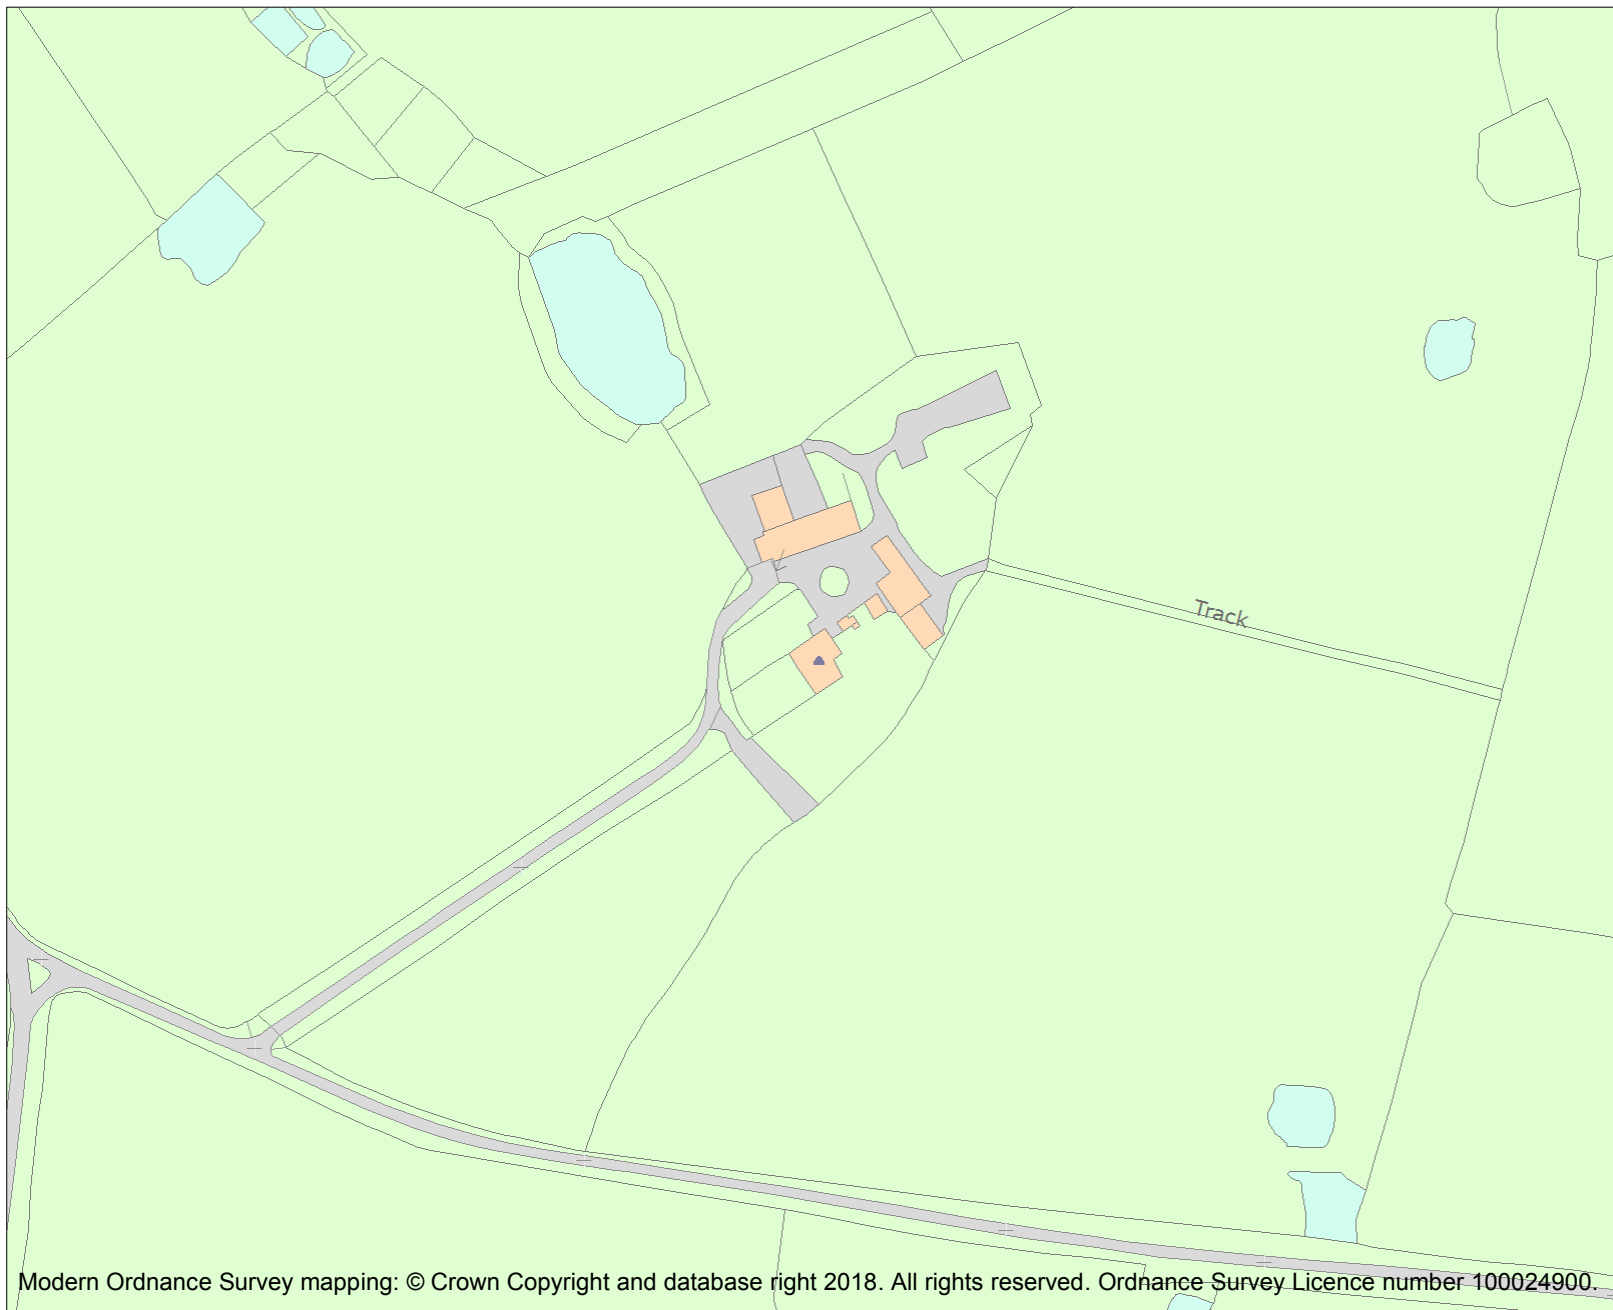 Track
Modern Ordnance Survey mapping: © Crown Copyright and database right 2018. All rights reserved. Ordnance Survey Licence number 100024900.